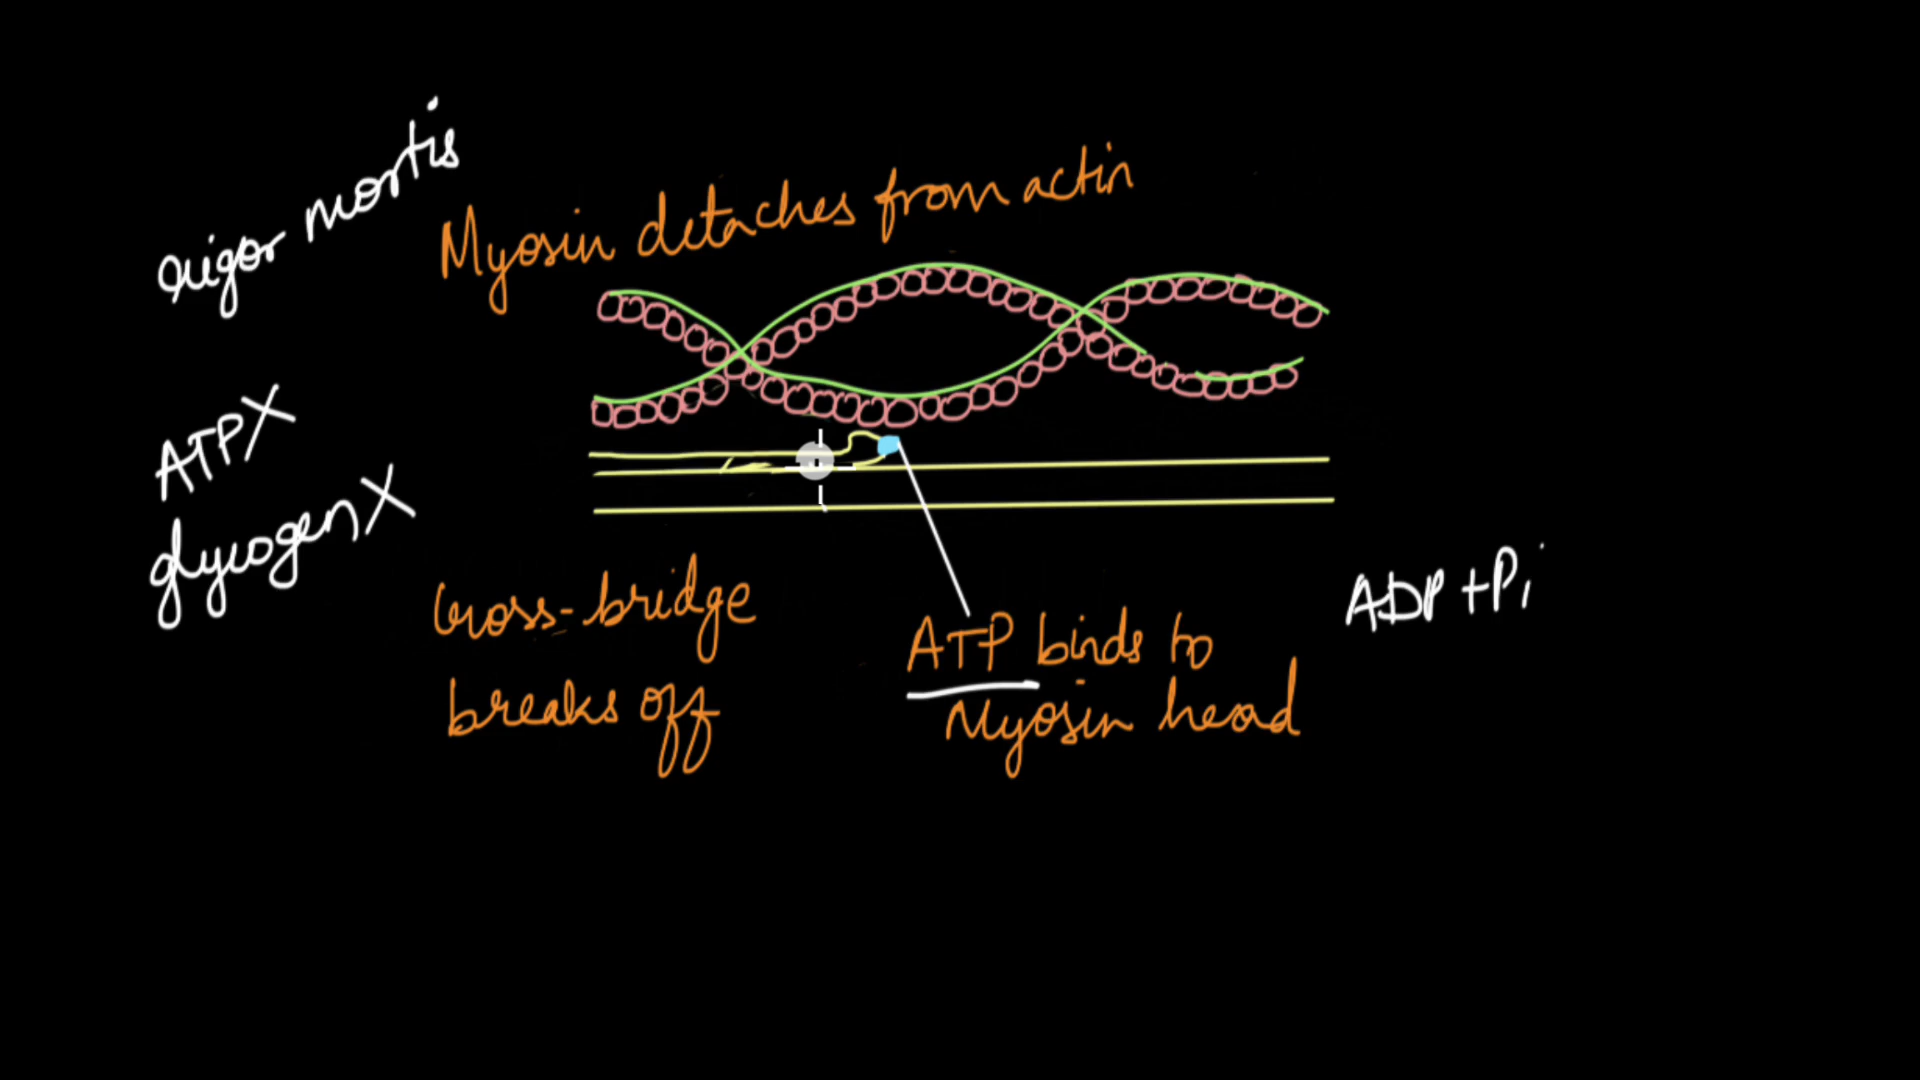 rigor mortis
Myosin detaches from actin
ATP X
glycogen X
Cross-bridge
breaks off
ATP binds to
Myosin head
ADP + Pi